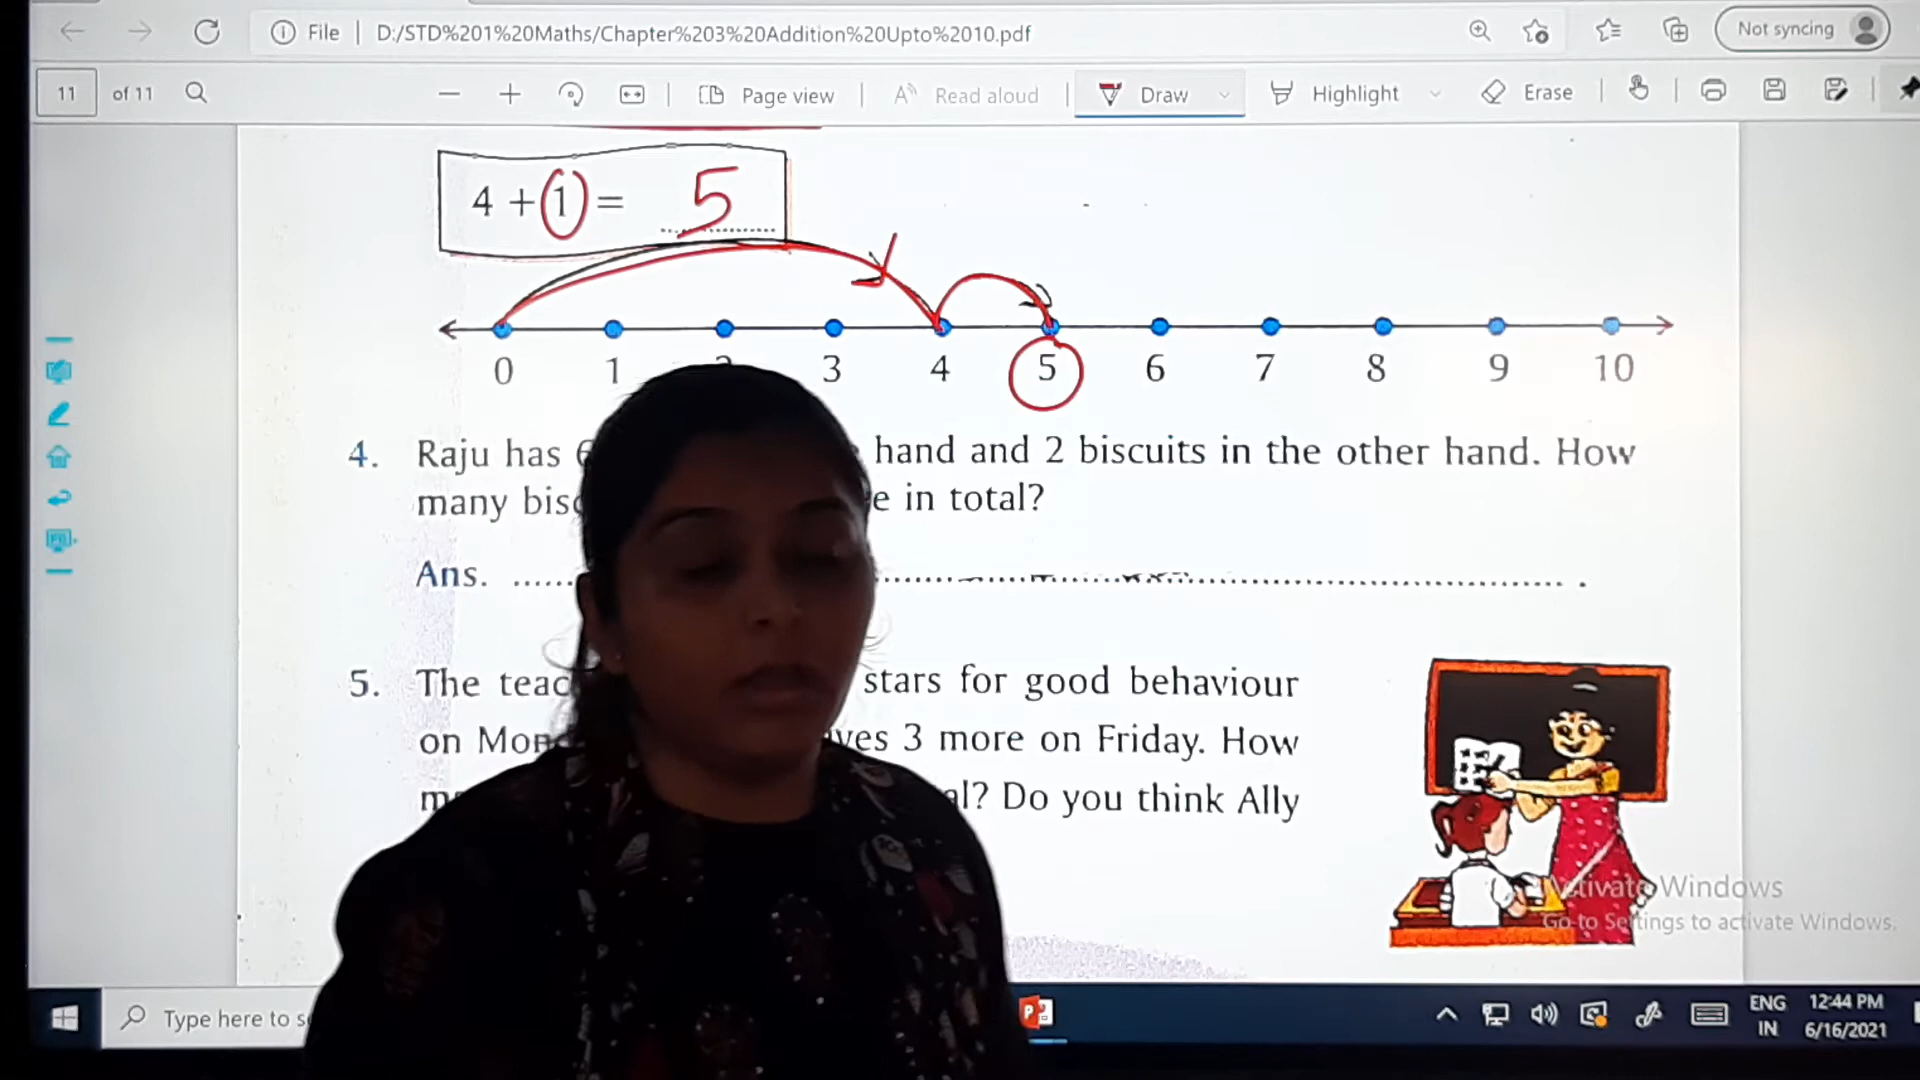 File D:/STD%201%20Maths/Chapter%203%20Addition%20Upto%2010.pdf Not syncing
11 of 11 Page view Read aloud Draw Highlight Erase
4 + 1 = 5
0 1 3 4 5 6 7 8 9 10
4. Raju has hand and 2 biscuits in the other hand. How
many in total?
Ans.
5. The stars for good behaviour
on 3 more on Friday. How
Do you think Ally
Activate Windows
Go to Settings to activate Windows.
Type here to
ENG 12:44 PM
IN 6/16/2021